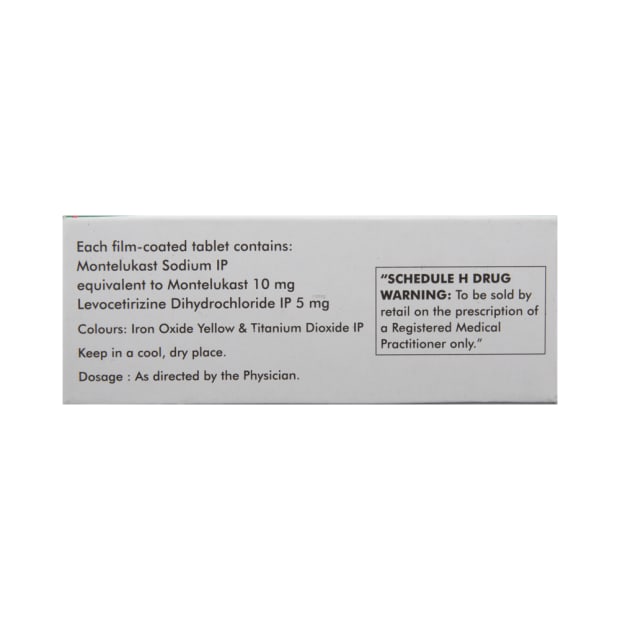 Each film-coated tablet contains:
Montelukast Sodium IP
equivalent to Montelukast 10 mg
Levocetirizine Dihydrochloride IP 5 mg
Colours: Iron Oxide Yellow & Titanium Dioxide IP
Keep in a cool, dry place.
Dosage : As directed by the Physician.
“SCHEDULE H DRUG
WARNING: To be sold by
retail on the prescription of
a Registered Medical
Practitioner only.”